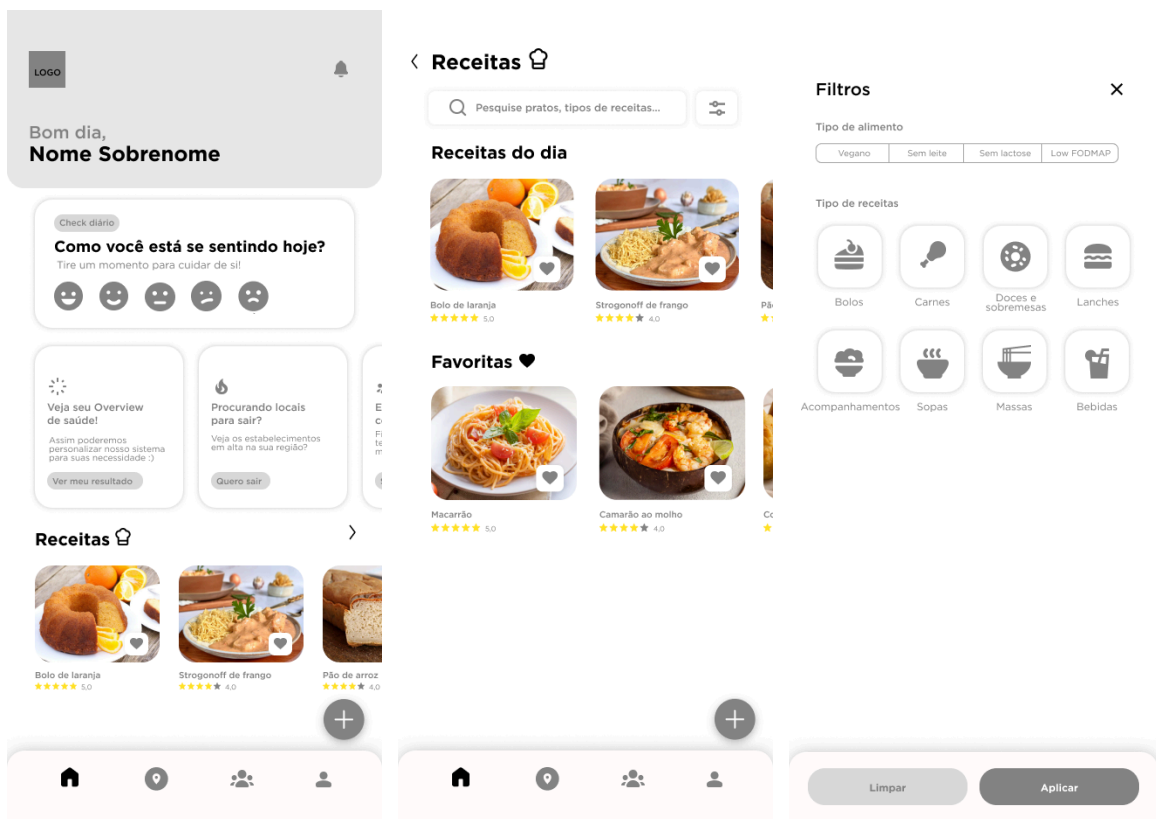 LOGO
Bom dia,
Nome Sobrenome
Check diário
Como você está se sentindo hoje?
Tire um momento para cuidar de si!
Veja seu Overview
de saúde!
Assim poderemos
personalizar nosso sistema
para suas necessidade :)
Ver meu resultado
Procurando locais
para sair?
Veja os estabelecimentos
em alta na sua região?
Quero sair
Receitas
Bolo de laranja
5.0
Strogonoff de frango
4.0
Pão de arroz
4.0
Receitas
Pesquise pratos, tipos de receitas...
Receitas do dia
Bolo de laranja
5.0
Strogonoff de frango
4.0
Favoritas
Macarrão
5.0
Camarão ao molho
4.0
Filtros
Tipo de alimento
Vegano
Sem leite
Sem lactose
Low FODMAP
Tipo de receitas
Bolos
Carnes
Doces e
sobremesas
Lanches
Acompanhamentos
Sopas
Massas
Bebidas
Limpar
Aplicar